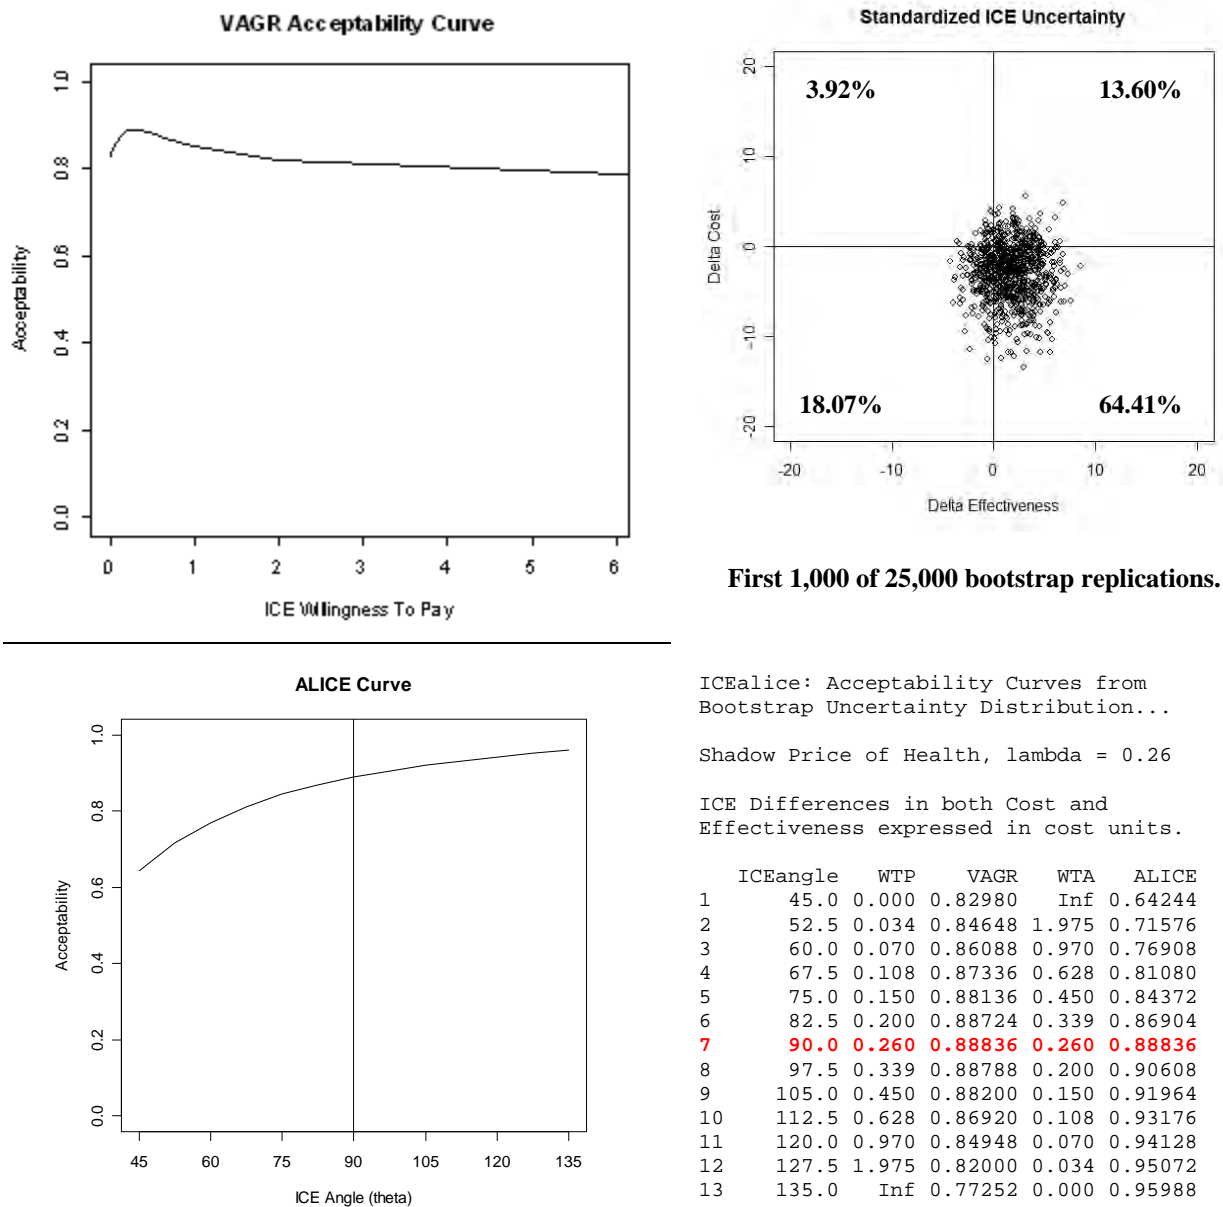 VAGR Acceptability Curve
Acceptability
1.0
0.8
0.6
0.4
0.2
0.0
0 1 2 3 4 5 6
ICE Willingness To Pay
Standardized ICE Uncertainty
Delta Cost
20
10
0
-10
-20
3.92% 13.60%
18.07% 64.41%
-20 -10 0 10 20
Delta Effectiveness
First 1,000 of 25,000 bootstrap replications.
ALICE Curve
Acceptability
1.0
0.8
0.6
0.4
0.2
0.0
45 60 75 90 105 120 135
ICE Angle (theta)
ICEalice: Acceptability Curves from
Bootstrap Uncertainty Distribution...
Shadow Price of Health, lambda = 0.26
ICE Differences in both Cost and
Effectiveness expressed in cost units.
ICEangle WTP VAGR WTA ALICE
1 45.0 0.000 0.82980 Inf 0.64244
2 52.5 0.034 0.84648 1.975 0.71576
3 60.0 0.070 0.86088 0.970 0.76908
4 67.5 0.108 0.87336 0.628 0.81080
5 75.0 0.150 0.88136 0.450 0.84372
6 82.5 0.200 0.88724 0.339 0.86904
7 90.0 0.260 0.88836 0.260 0.88836
8 97.5 0.339 0.88788 0.200 0.90608
9 105.0 0.450 0.88200 0.150 0.91964
10 112.5 0.628 0.86920 0.108 0.93176
11 120.0 0.970 0.84948 0.070 0.94128
12 127.5 1.975 0.82000 0.034 0.95072
13 135.0 Inf 0.77252 0.000 0.95988